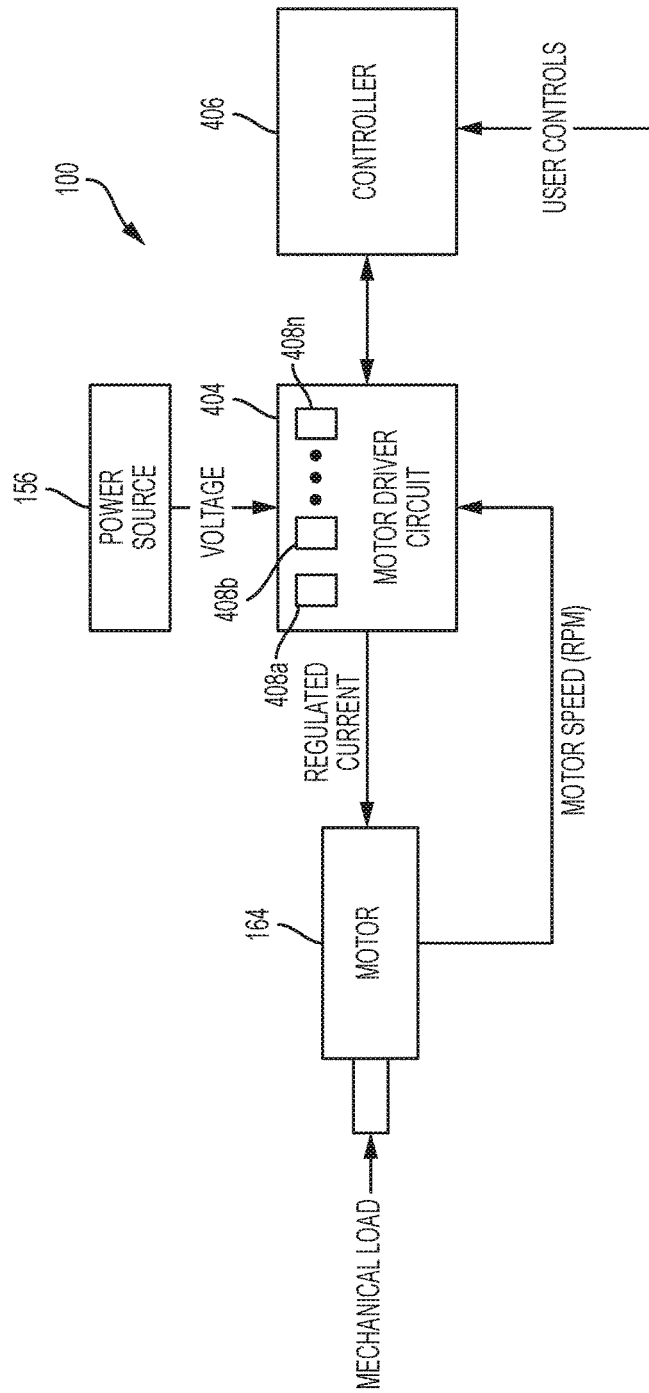 100
156
POWER
SOURCE
VOLTAGE
404
408a
408b
408n
MOTOR DRIVER
CIRCUIT
406
CONTROLLER
USER CONTROLS
REGULATED
CURRENT
164
MOTOR
MECHANICAL LOAD
MOTOR SPEED (RPM)